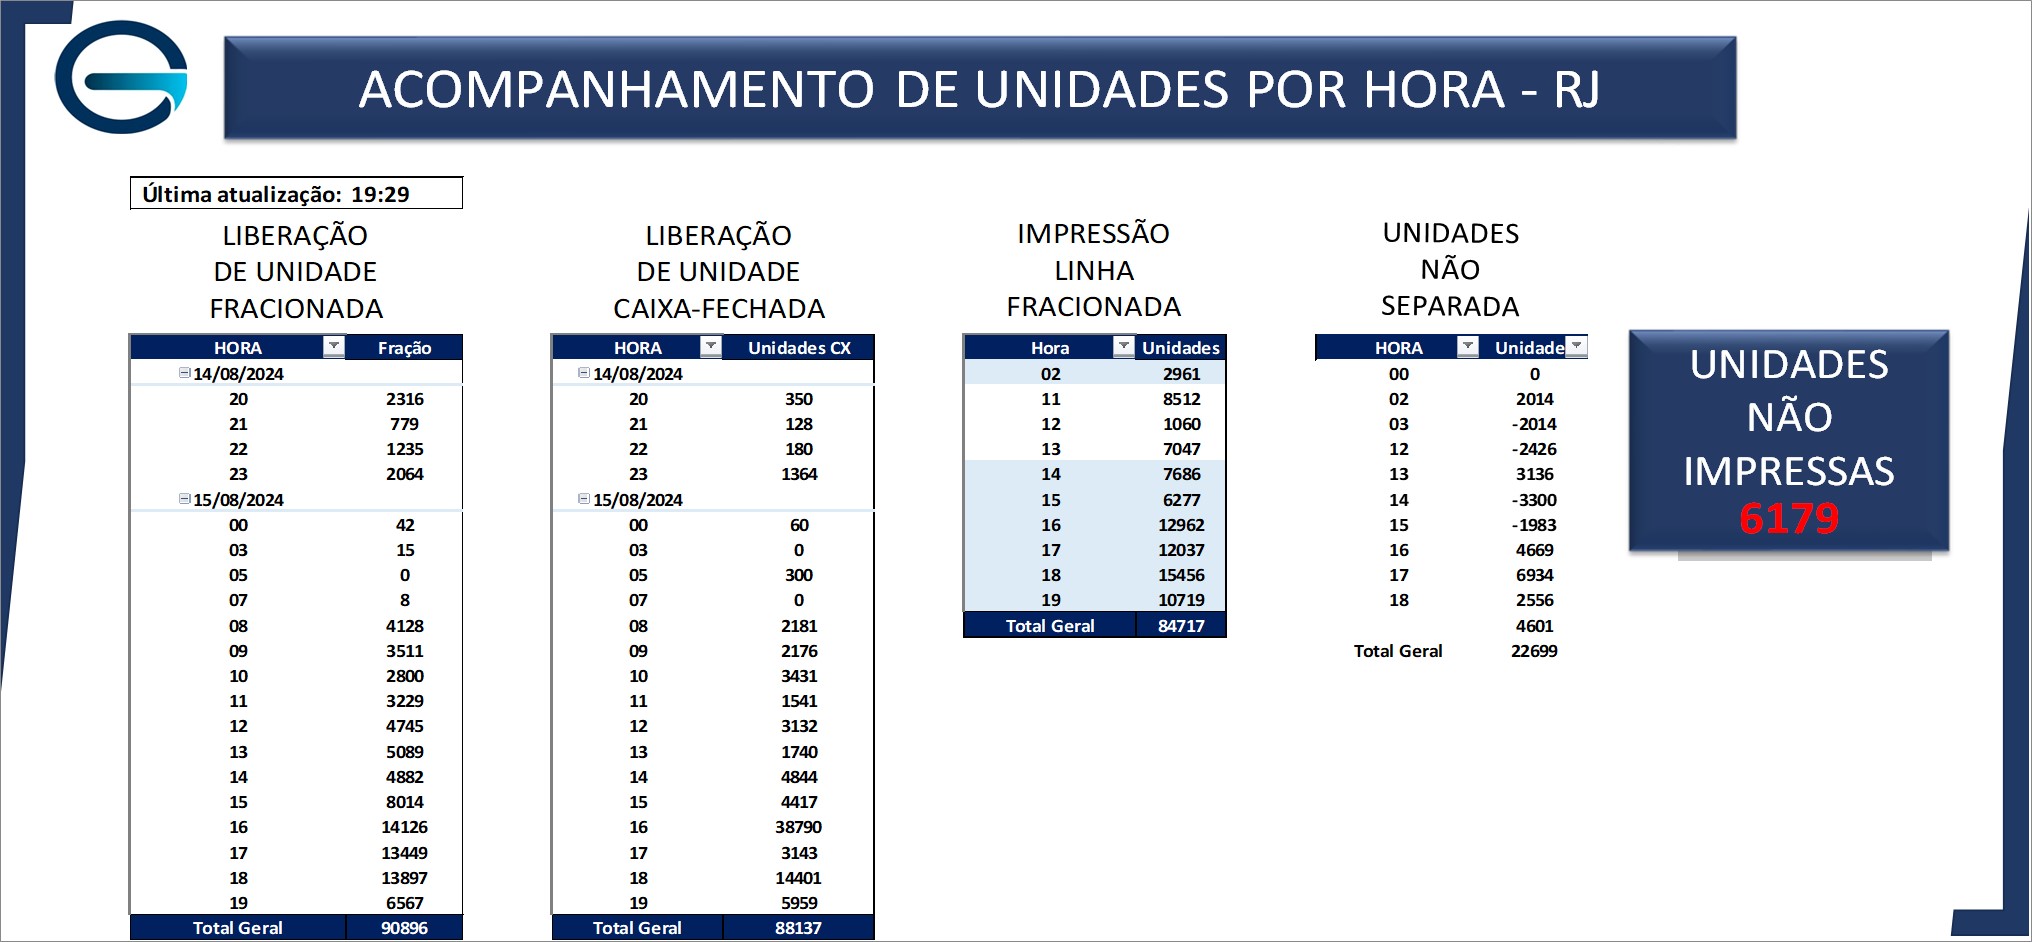 ACOMPANHAMENTO DE UNIDADES POR HORA - RJ
Última atualização: 19:29
LIBERAÇÃO
DE UNIDADE
FRACIONADA
HORA Fração
14/08/2024
20 2316
21 779
22 1235
23 2064
15/08/2024
00 42
03 15
05 0
07 8
08 4128
09 3511
10 2800
11 3229
12 4745
13 5089
14 4882
15 8014
16 14126
17 13449
18 13897
19 6567
Total Geral 90896
LIBERAÇÃO
DE UNIDADE
CAIXA-FECHADA
HORA Unidades CX
14/08/2024
20 350
21 128
22 180
23 1364
15/08/2024
00 60
03 0
05 300
07 0
08 2181
09 2176
10 3431
11 1541
12 3132
13 1740
14 4844
15 4417
16 38790
17 3143
18 14401
19 5959
Total Geral 88137
IMPRESSÃO
LINHA
FRACIONADA
Hora Unidades
02 2961
11 8512
12 1060
13 7047
14 7686
15 6277
16 12962
17 12037
18 15456
19 10719
Total Geral 84717
UNIDADES
NÃO
SEPARADA
HORA Unidade
00 0
02 2014
03 -2014
12 -2426
13 3136
14 -3300
15 -1983
16 4669
17 6934
18 2556
4601
Total Geral 22699
UNIDADES
NÃO
IMPRESSAS
6179